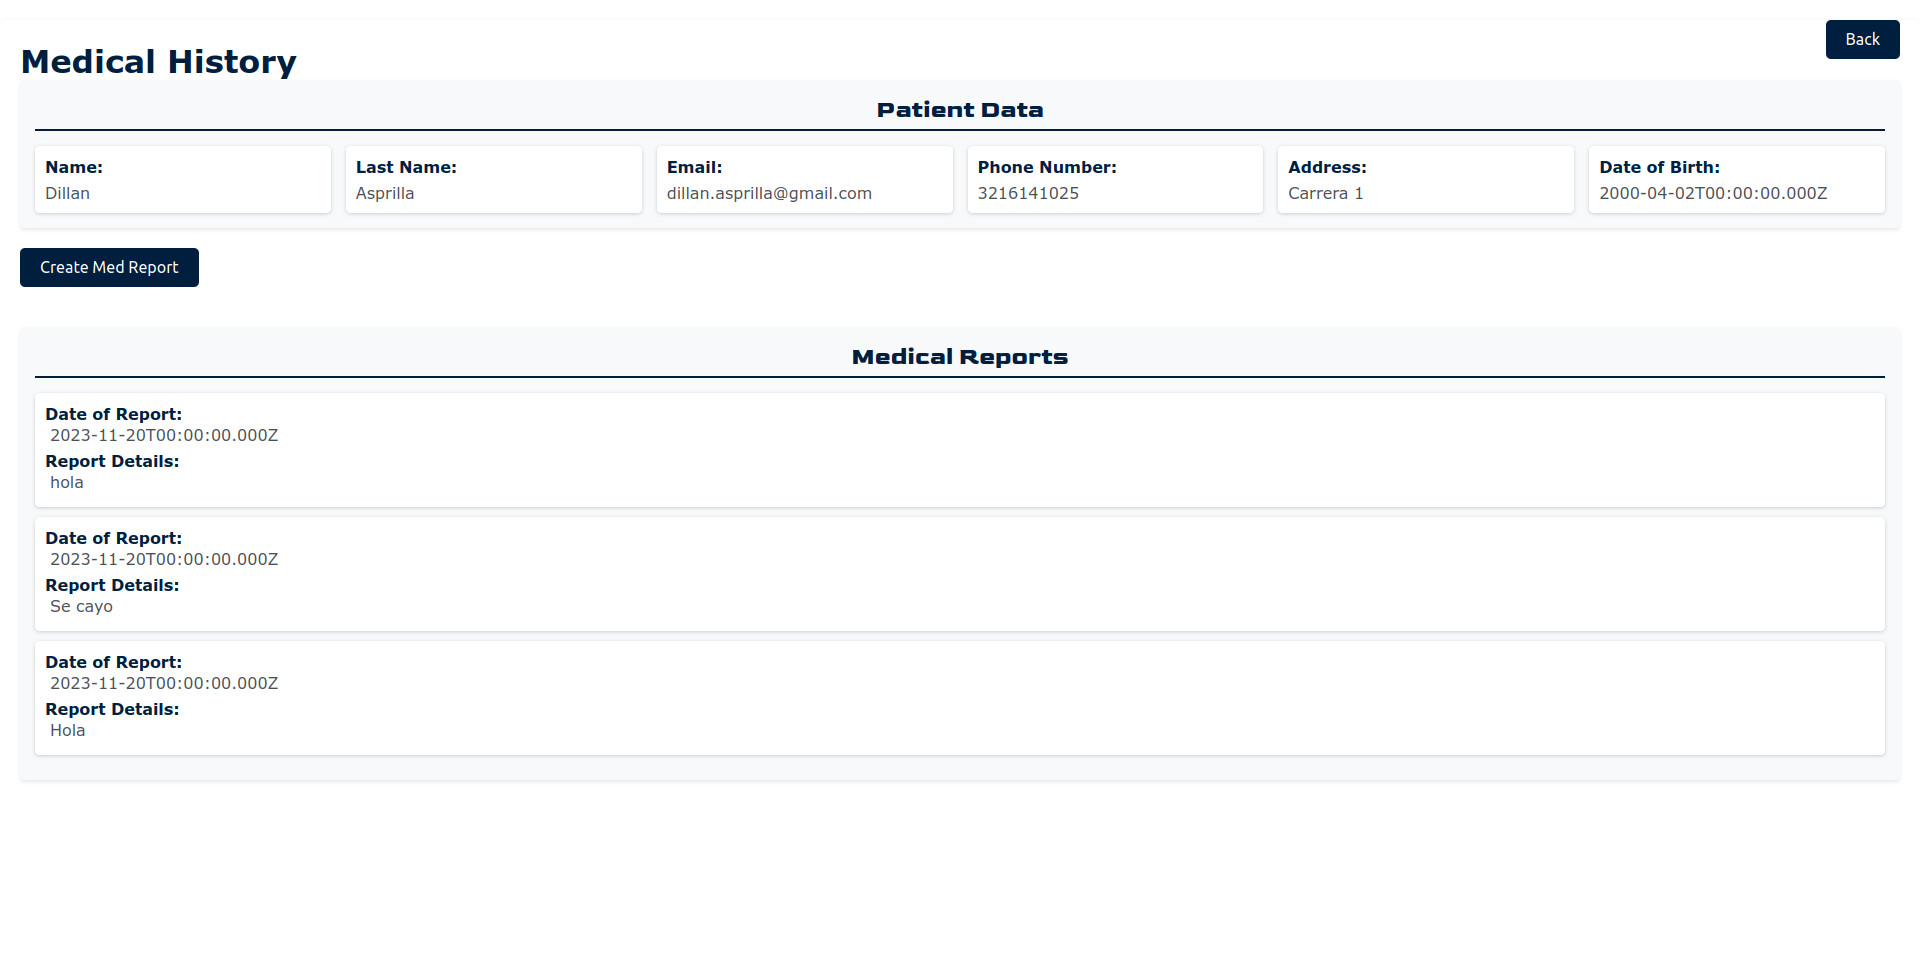 Back
Medical History
Patient Data
Name:
Dillan
Last Name:
Asprilla
Email:
dillan.asprilla@gmail.com
Phone Number:
3216141025
Address:
Carrera 1
Date of Birth:
2000-04-02T00:00:00.000Z
Create Med Report
Medical Reports
Date of Report:
2023-11-20T00:00:00.000Z
Report Details:
hola
Date of Report:
2023-11-20T00:00:00.000Z
Report Details:
Se cayo
Date of Report:
2023-11-20T00:00:00.000Z
Report Details:
Hola